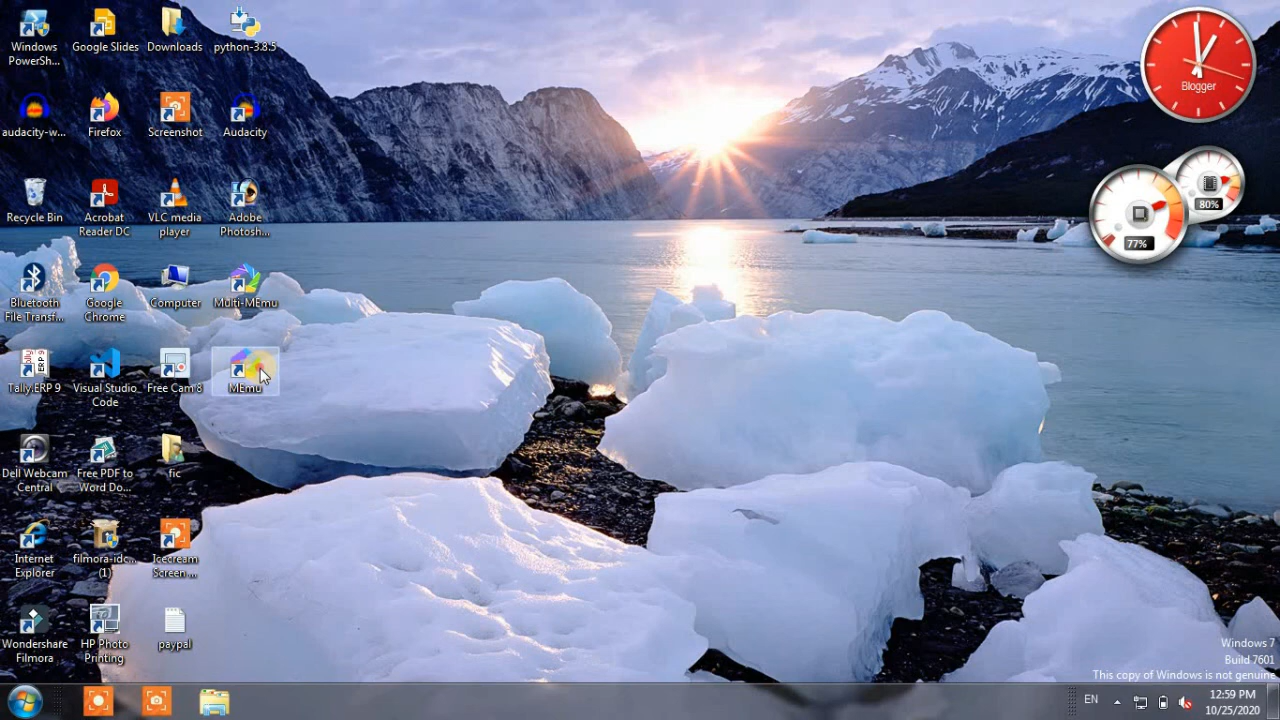 Windows
PowerSh...
Google Slides
Downloads
python-3.8.5
audacity-w...
Firefox
Screenshot
Audacity
Recycle Bin
Acrobat
Reader DC
VLC media
player
Adobe
Photosh...
Bluetooth
File Transf...
Google
Chrome
Computer
Multi-MEmu
Tally.ERP 9
Visual Studio
Code
Free Cam 8
MEmu
Dell Webcam
Central
Free PDF to
Word Do...
fic
Internet
Explorer
filmora-idc...
(1)
Icecream
Screen ...
Wondershare
Filmora
HP Photo
Printing
paypal
Blogger
80%
77%
Windows 7
Build 7601
This copy of Windows is not genuine
EN
12:59 PM
10/25/2020